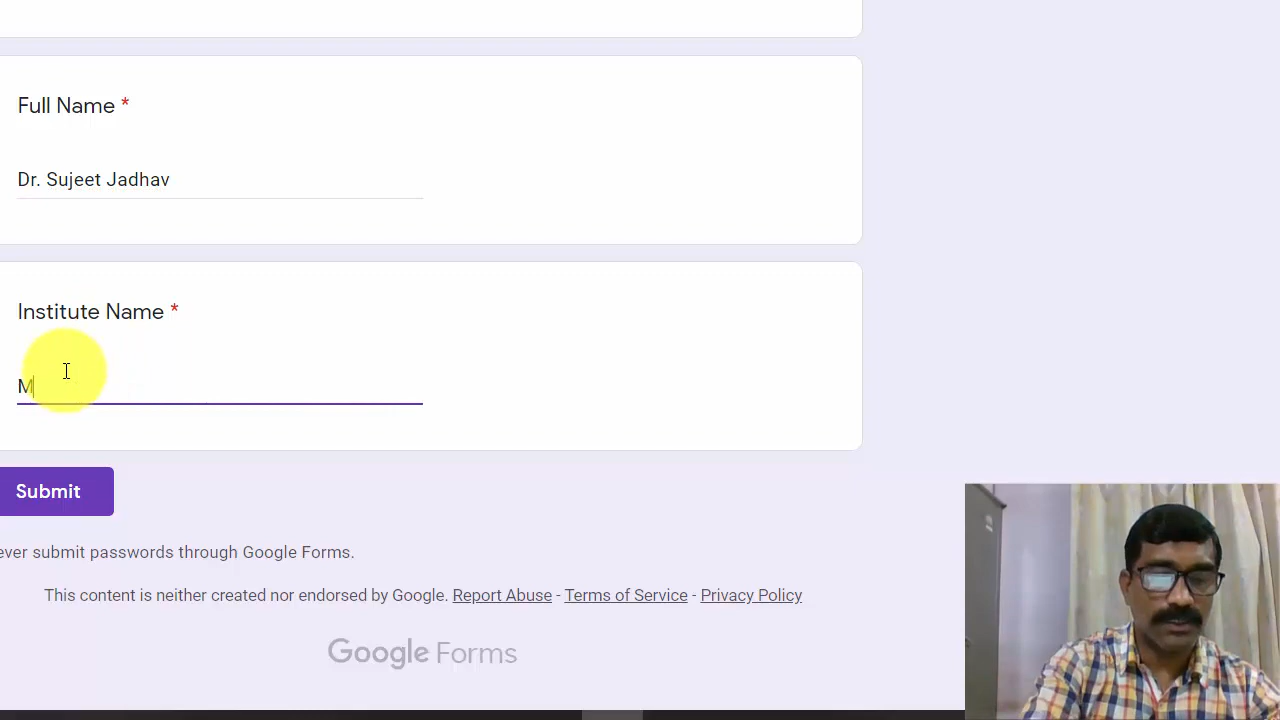 Full Name *
Dr. Sujeet Jadhav
Institute Name *
M
Submit
submit passwords through Google Forms.
This content is neither created nor endorsed by Google. Report Abuse - Terms of Service - Privacy Policy
Google Forms